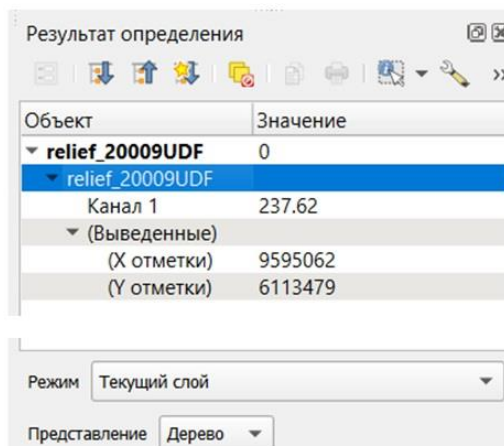 Результат определения
Объект Значение
relief_20009UDF 0
relief_20009UDF
Канал 1 237.62
(Выведенные)
(X отметки) 9595062
(Y отметки) 6113479
Режим Текущий слой
Представление Дерево